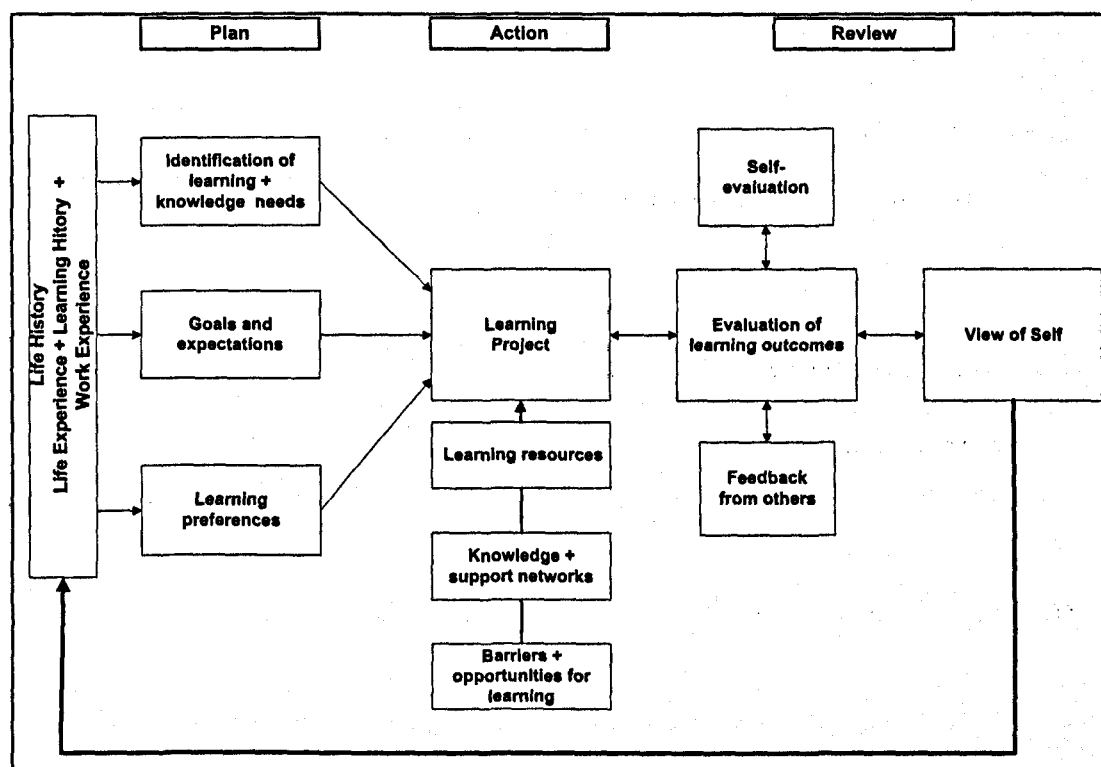 Plan
Action
Review
Life History
Life Experience + Learning Hitory +
Work Experience
Identification of
learning +
knowledge needs
Goals and
expectations
Learning
preferences
Learning
Project
Learning resources
Knowledge +
support networks
Barriers +
opportunities for
learning
Self-
evaluation
Evaluation of
learning outcomes
Feedback
from others
View of Self